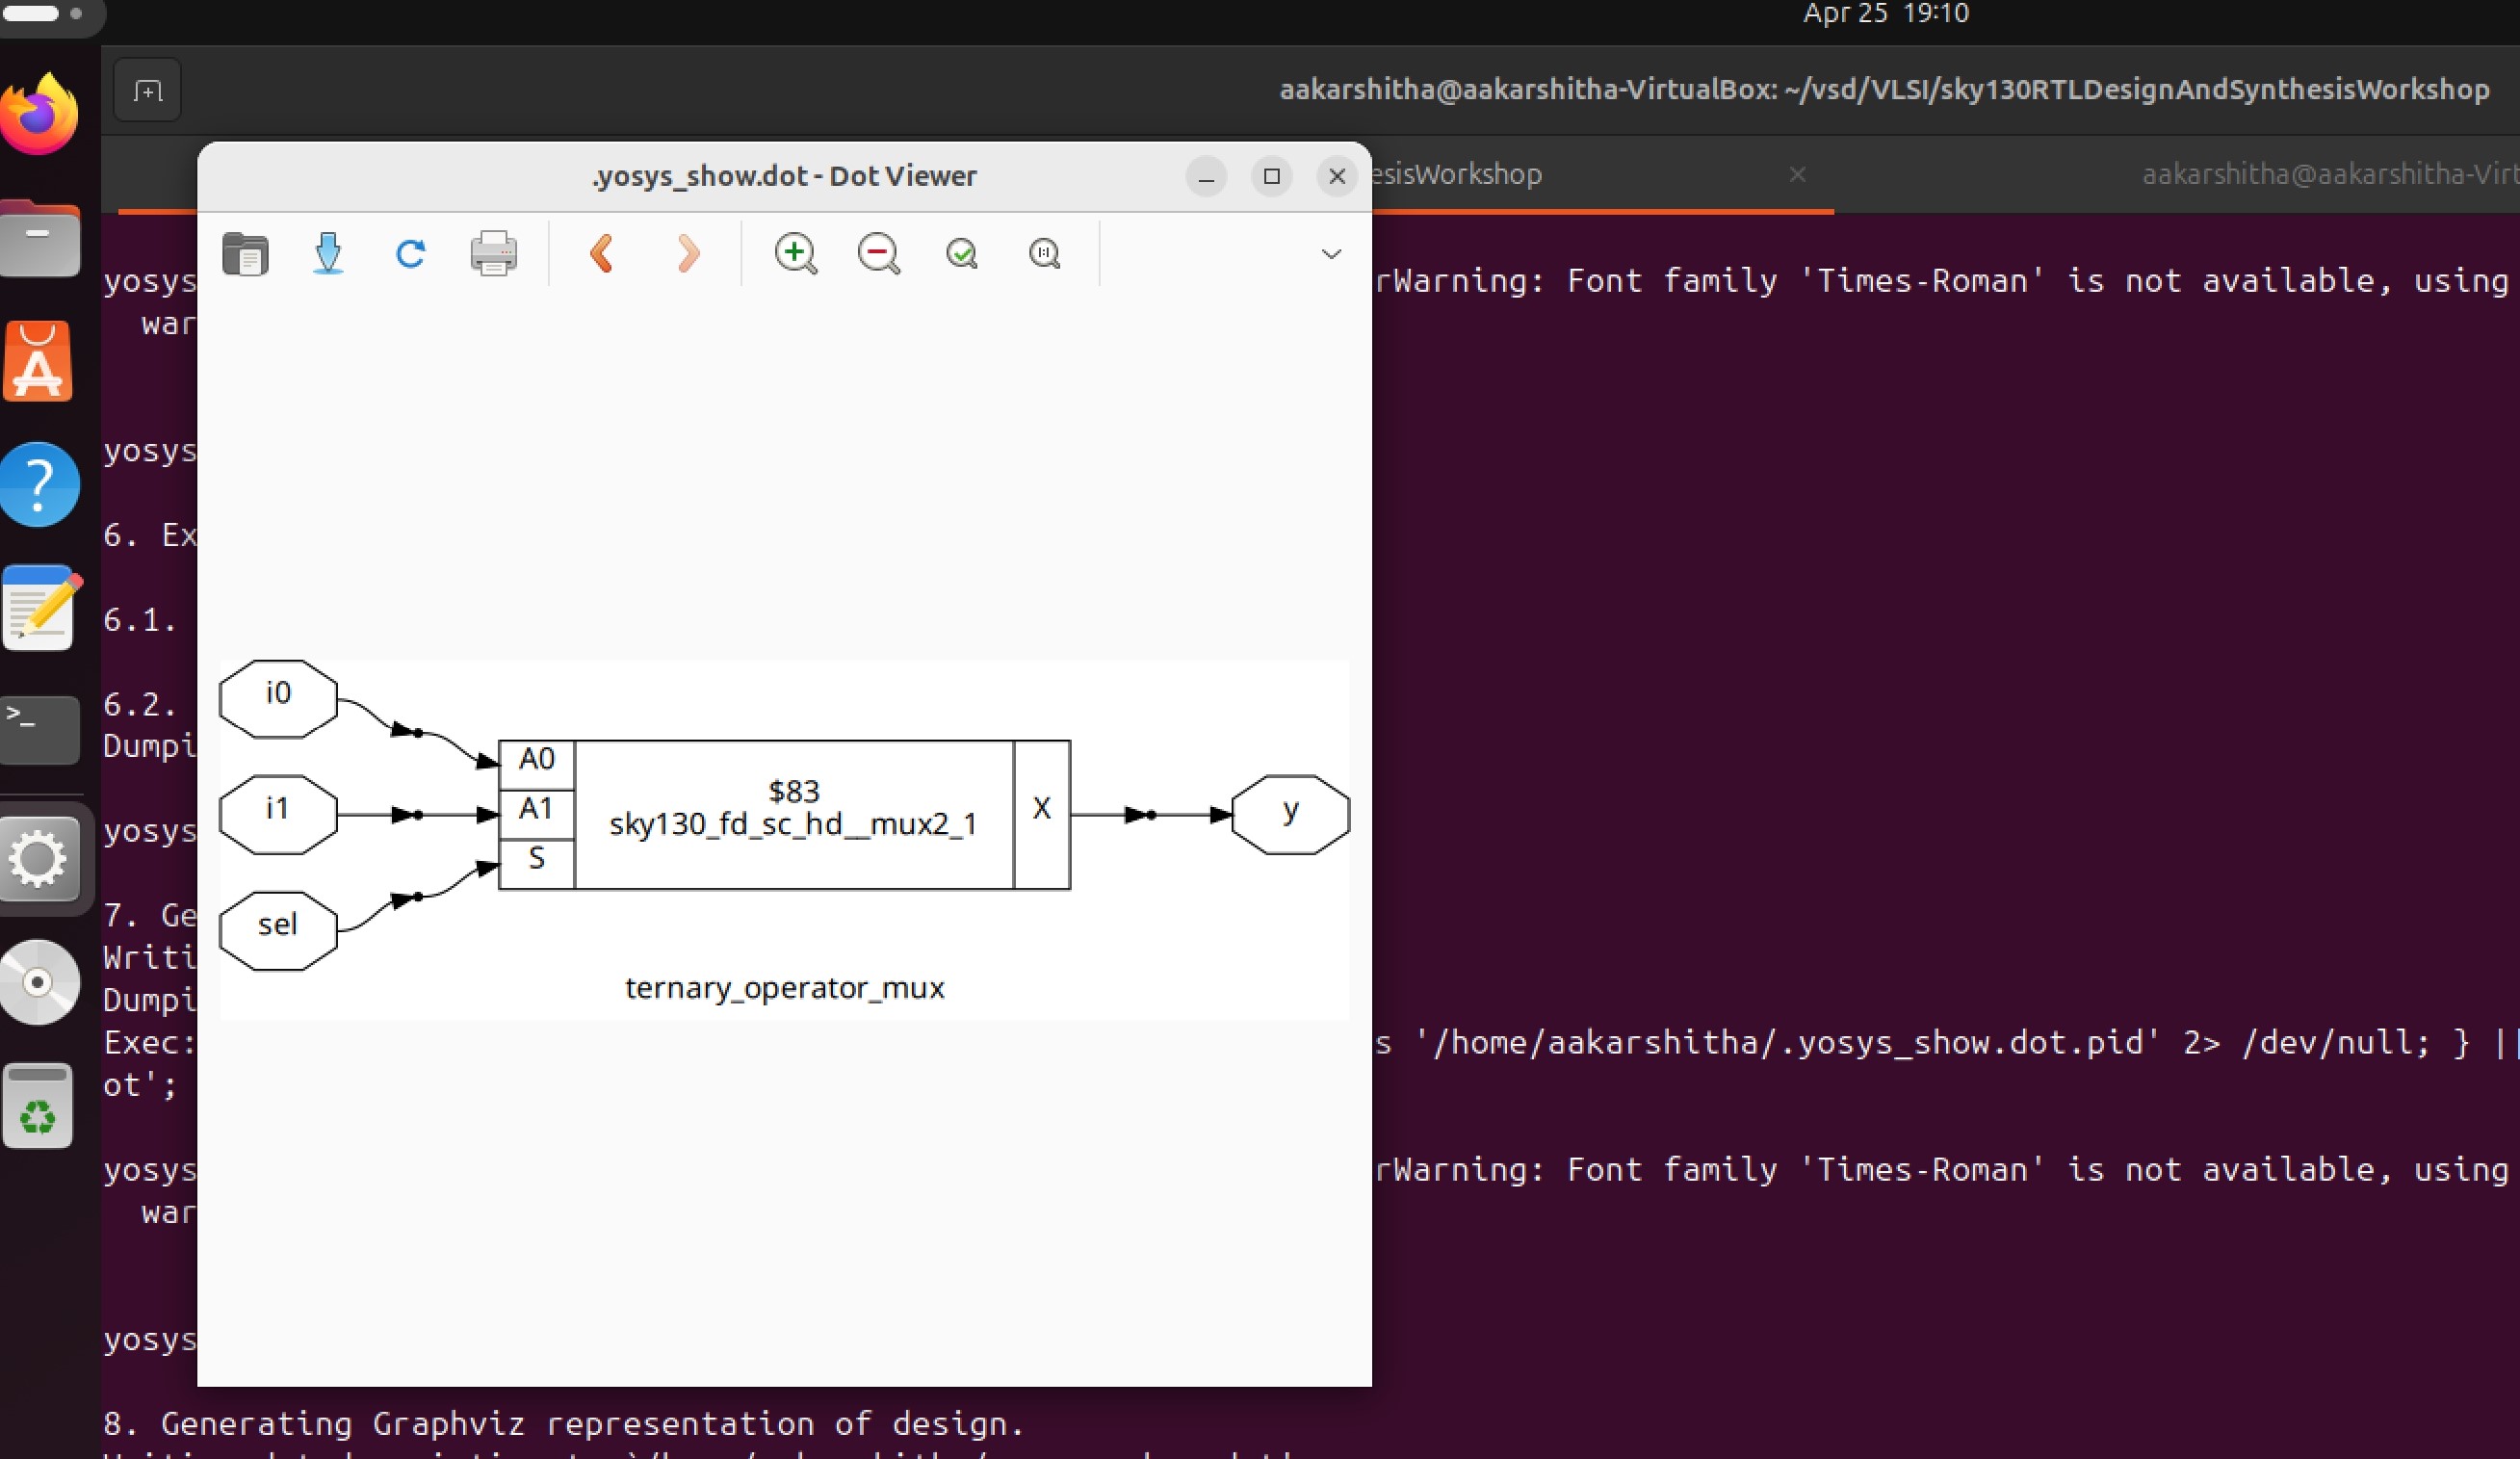 Apr 25 19:10
aakarshitha@aakarshitha-VirtualBox: ~/vsd/VLSI/sky130RTLDesignAndSynthesisWorkshop
esisWorkshop
aakarshitha@aakarshitha-Virt
.yosys_show.dot - Dot Viewer
yosys
rWarning: Font family 'Times-Roman' is not available, using
war
yosys
6. Ex
6.1.
6.2.
Dumpi
yosys
7. Ge
Writi
Dumpi
Exec:
s '/home/aakarshitha/.yosys_show.dot.pid' 2> /dev/null; } ||
ot';
yosys
rWarning: Font family 'Times-Roman' is not available, using
war
yosys
8. Generating Graphviz representation of design.
i0
i1
sel
A0
A1
S
$83
sky130_fd_sc_hd__mux2_1
X
y
ternary_operator_mux